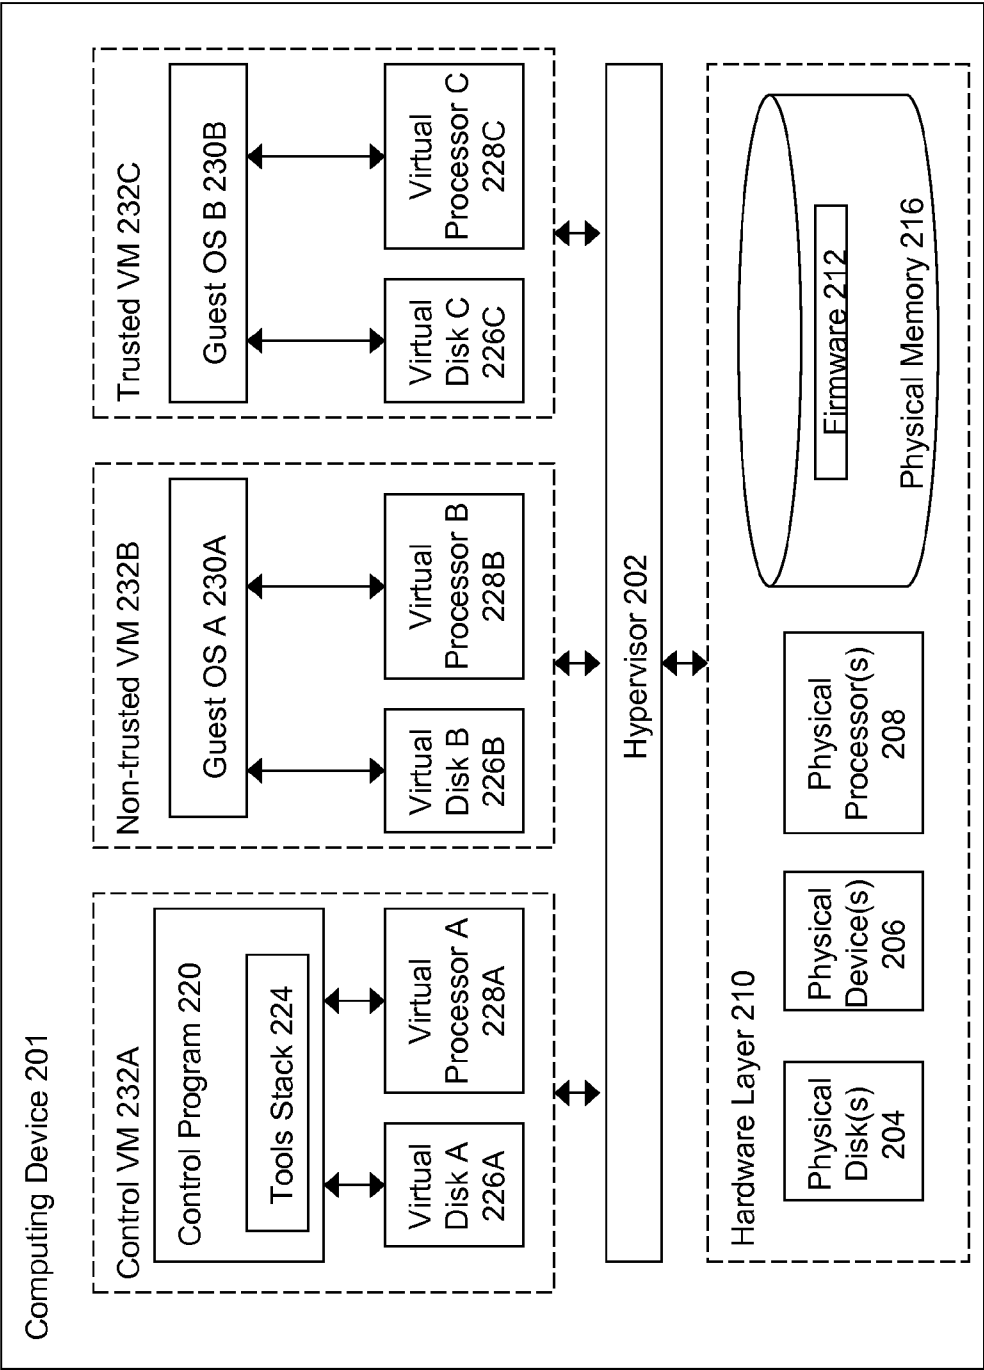 Computing Device 201
Control VM 232A
Control Program 220
Tools Stack 224
Virtual
Disk A
226A
Virtual
Processor A
228A
Non-trusted VM 232B
Guest OS A 230A
Virtual
Disk B
226B
Virtual
Processor B
228B
Trusted VM 232C
Guest OS B 230B
Virtual
Disk C
226C
Virtual
Processor C
228C
Hypervisor 202
Hardware Layer 210
Physical
Disk(s)
204
Physical
Device(s)
206
Physical
Processor(s)
208
Firmware 212
Physical Memory 216